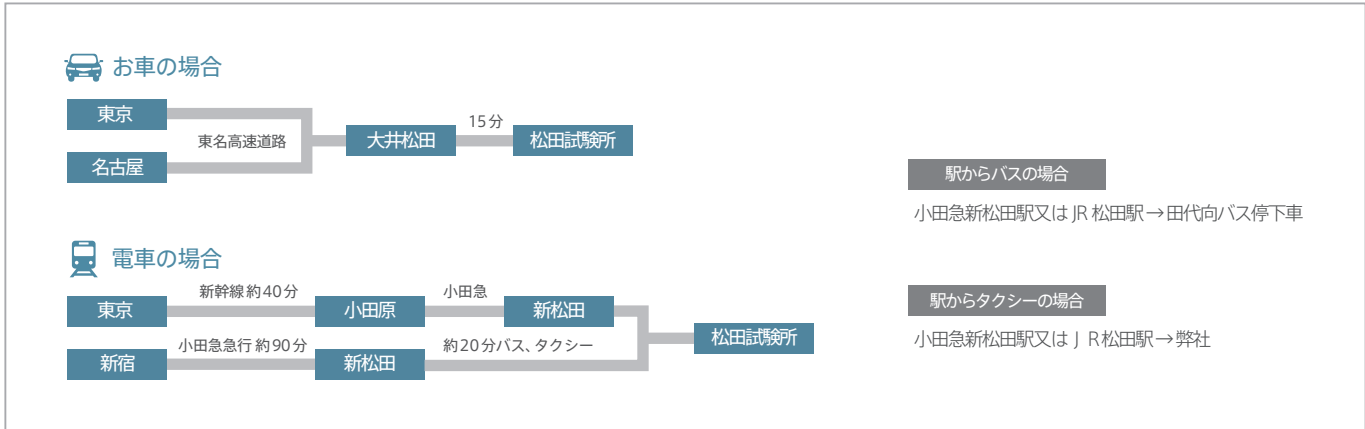 お車の場合
東京
名古屋
東名高速道路
大井松田
15分
松田試験所
電車の場合
東京
新幹線 約40分
小田原
小田急
新松田
新宿
小田急急行 約90分
新松田
約20分バス、タクシー
松田試験所
駅からバスの場合
小田急新松田駅又は JR 松田駅→田代向バス停下車
駅からタクシーの場合
小田急新松田駅又は J R 松田駅→弊社